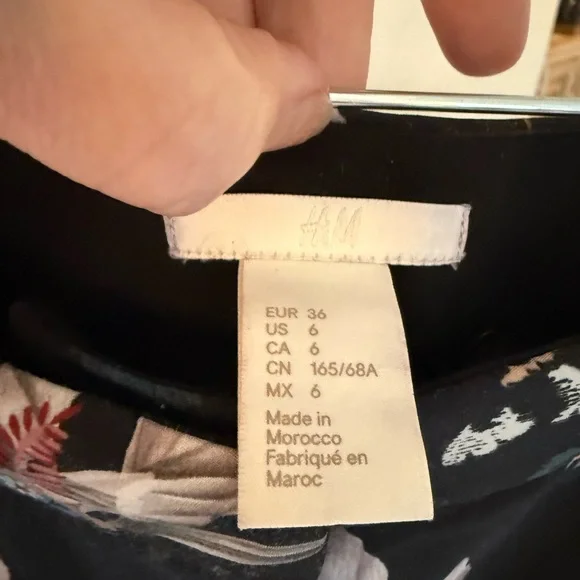 H&M
EUR 36
US 6
CA 6
CN 165/68A
MX 6
Made in
Morocco
Fabriqué en
Maroc